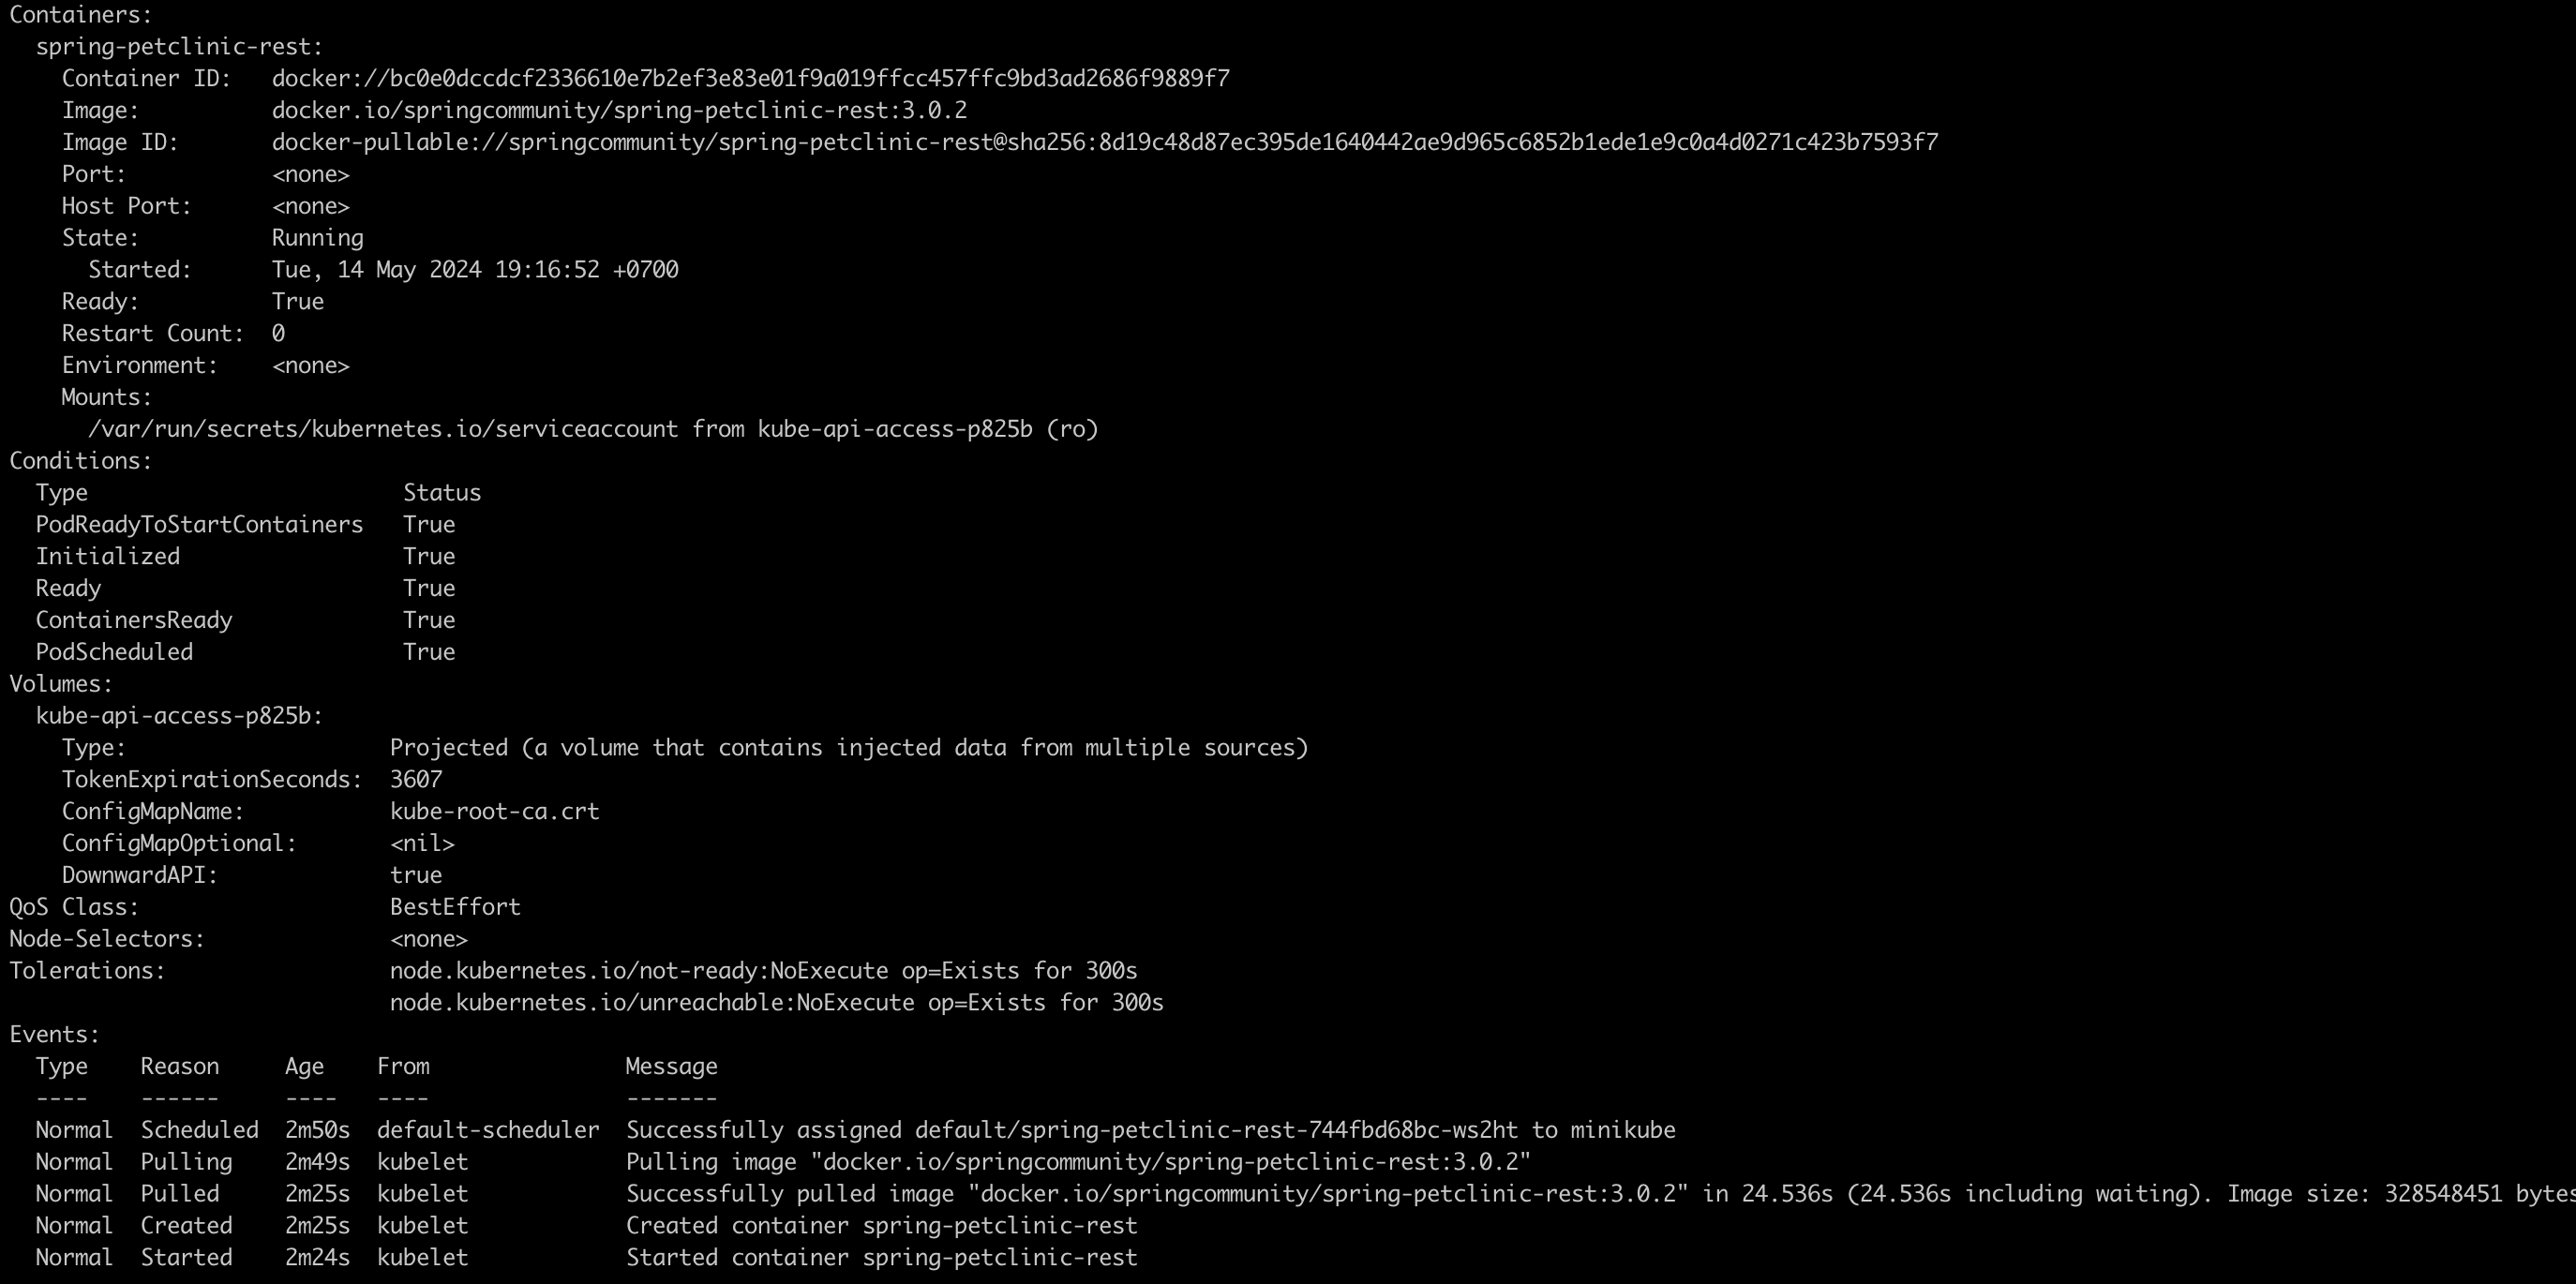 Containers:
  spring-petclinic-rest:
    Container ID:   docker://bc0e0dccdcf2336610e7b2ef3e83e01f9a019ffcc457ffc9bd3ad2686f9889f7
    Image:          docker.io/springcommunity/spring-petclinic-rest:3.0.2
    Image ID:       docker-pullable://springcommunity/spring-petclinic-rest@sha256:8d19c48d87ec395de1640442ae9d965c6852b1ede1e9c0a4d0271c423b7593f7
    Port:           <none>
    Host Port:      <none>
    State:          Running
      Started:      Tue, 14 May 2024 19:16:52 +0700
    Ready:          True
    Restart Count:  0
    Environment:    <none>
    Mounts:
      /var/run/secrets/kubernetes.io/serviceaccount from kube-api-access-p825b (ro)
Conditions:
  Type                        Status
  PodReadyToStartContainers   True
  Initialized                 True
  Ready                       True
  ContainersReady             True
  PodScheduled                True
Volumes:
  kube-api-access-p825b:
    Type:                    Projected (a volume that contains injected data from multiple sources)
    TokenExpirationSeconds:  3607
    ConfigMapName:           kube-root-ca.crt
    ConfigMapOptional:       <nil>
    DownwardAPI:             true
QoS Class:                   BestEffort
Node-Selectors:              <none>
Tolerations:                 node.kubernetes.io/not-ready:NoExecute op=Exists for 300s
                             node.kubernetes.io/unreachable:NoExecute op=Exists for 300s
Events:
  Type    Reason     Age    From               Message
  ----    ------     ----   ----               -------
  Normal  Scheduled  2m50s  default-scheduler  Successfully assigned default/spring-petclinic-rest-744fbd68bc-ws2ht to minikube
  Normal  Pulling    2m49s  kubelet            Pulling image "docker.io/springcommunity/spring-petclinic-rest:3.0.2"
  Normal  Pulled     2m25s  kubelet            Successfully pulled image "docker.io/springcommunity/spring-petclinic-rest:3.0.2" in 24.536s (24.536s including waiting). Image size: 328548451 bytes
  Normal  Created    2m25s  kubelet            Created container spring-petclinic-rest
  Normal  Started    2m24s  kubelet            Started container spring-petclinic-rest